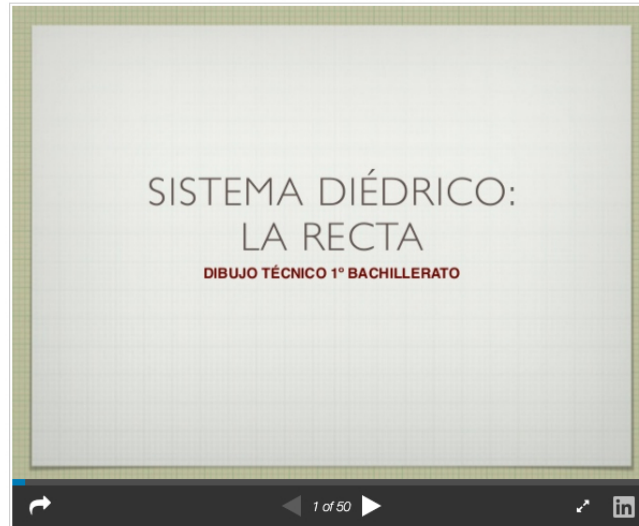 SISTEMA DIÉDRICO:
LA RECTA
DIBUJO TÉCNICO 1º BACHILLERATO
1 of 50
in